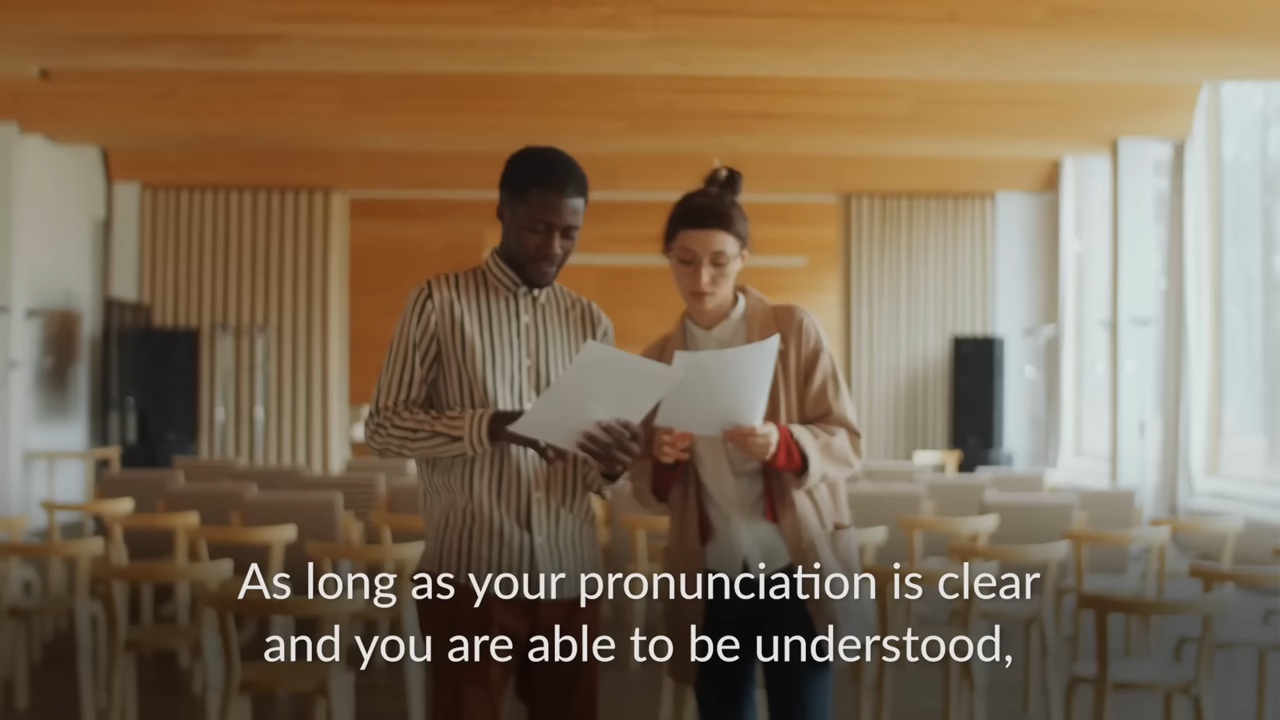 As long as your pronunciation is clear
and you are able to be understood,